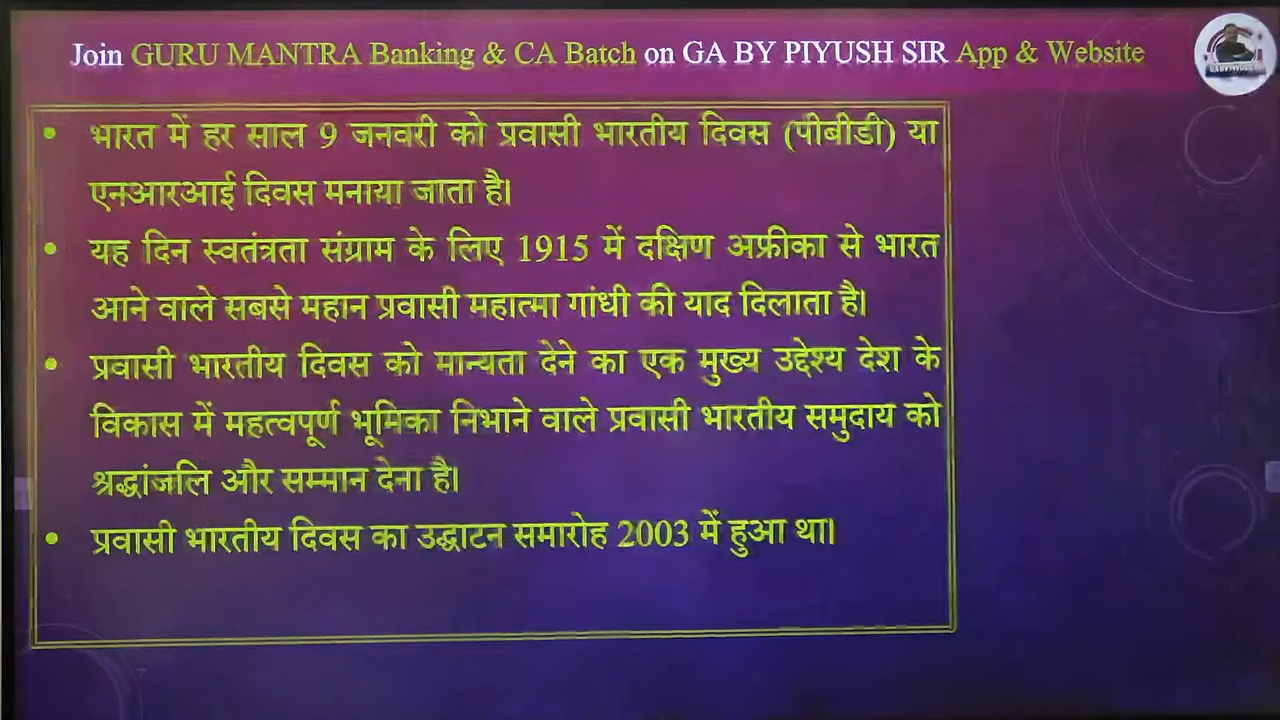 Join GURU MANTRA Banking & CA Batch on GA BY PIYUSH SIR App & Website
• भारत में हर साल 9 जनवरी को प्रवासी भारतीय दिवस (पीबीडी) या
एनआरआई दिवस मनाया जाता है।
• यह दिन स्वतंत्रता संग्राम के लिए 1915 में दक्षिण अफ्रीका से भारत
आने वाले सबसे महान प्रवासी महात्मा गांधी की याद दिलाता है।
• प्रवासी भारतीय दिवस को मान्यता देने का एक मुख्य उद्देश्य देश के
विकास में महत्वपूर्ण भूमिका निभाने वाले प्रवासी भारतीय समुदाय को
श्रद्धांजलि और सम्मान देना है।
• प्रवासी भारतीय दिवस का उद्घाटन समारोह 2003 में हुआ था।